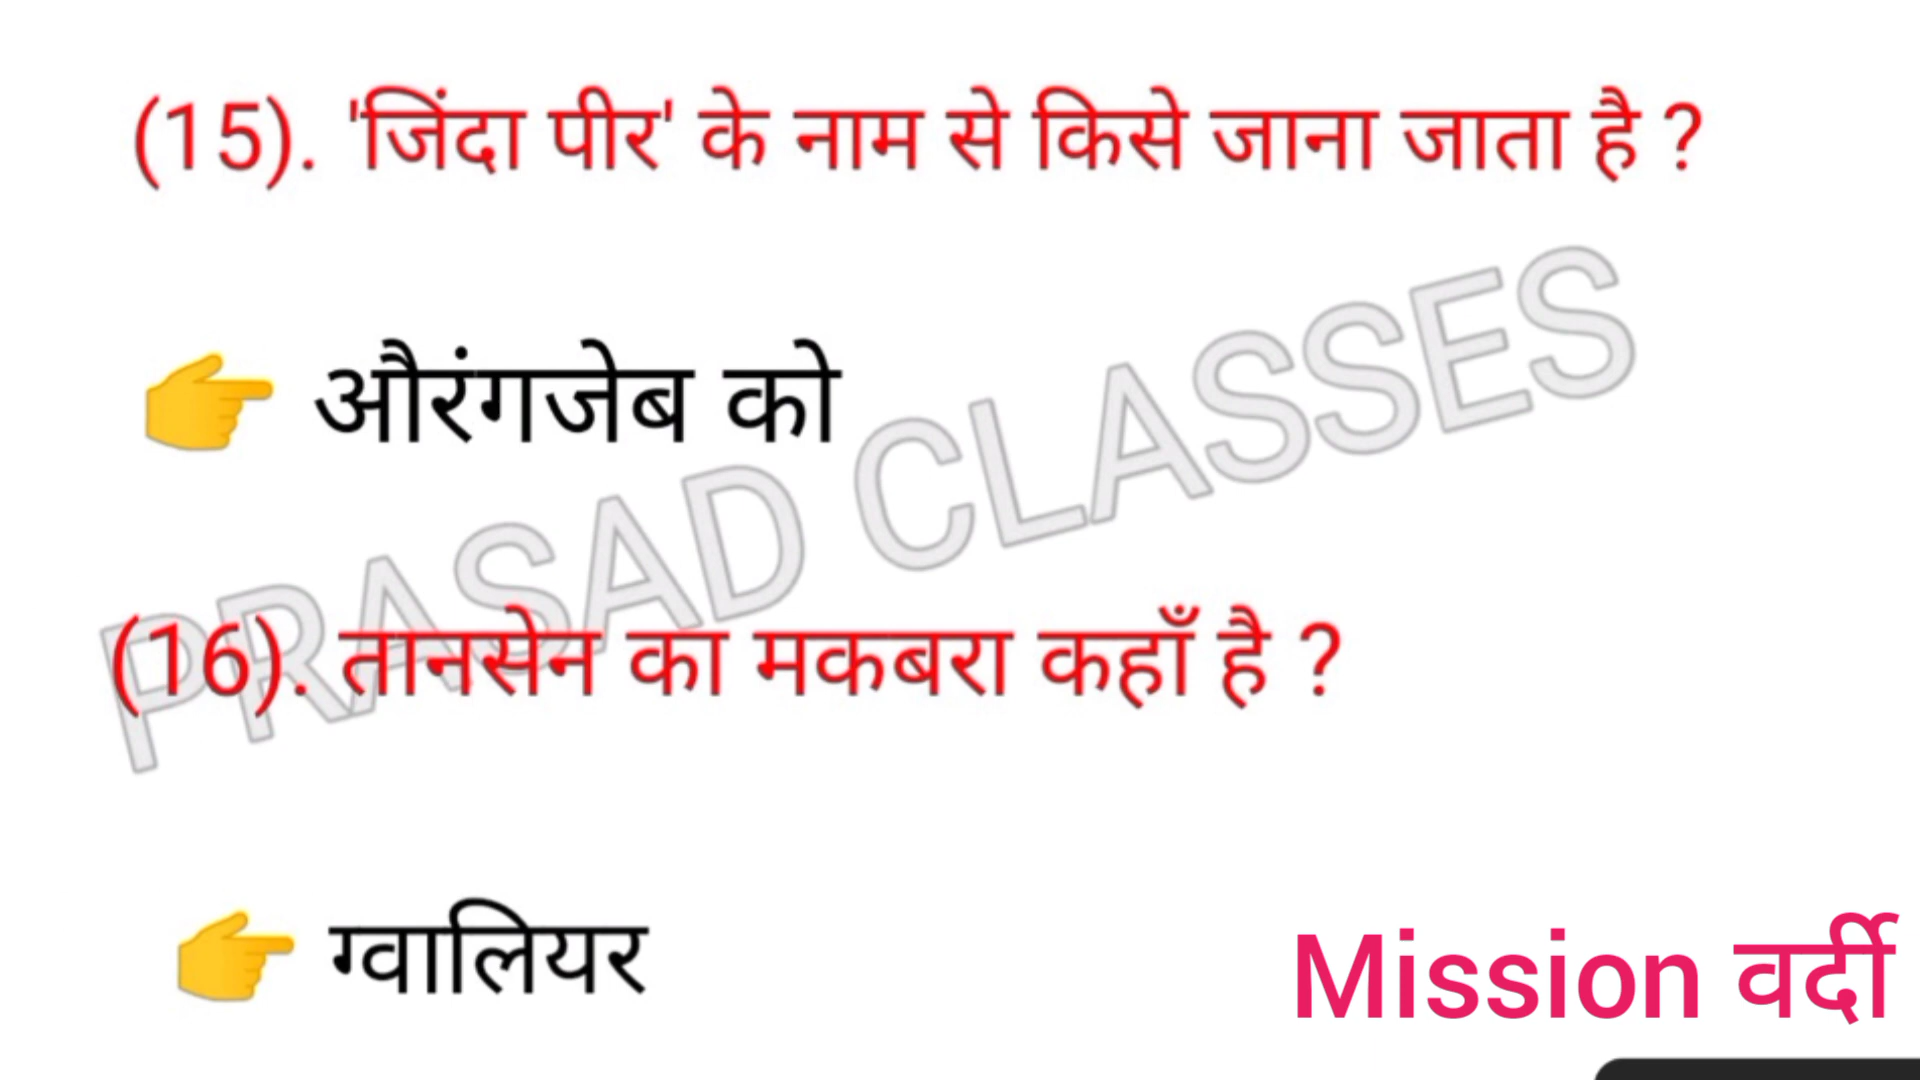 (15). 'जिंदा पीर' के नाम से किसे जाना जाता है ?
👉 औरंगजेब को
PRASAD CLASSES
(16). तानसेन का मकबरा कहाँ है ?
👉 ग्वालियर
Mission वर्दी